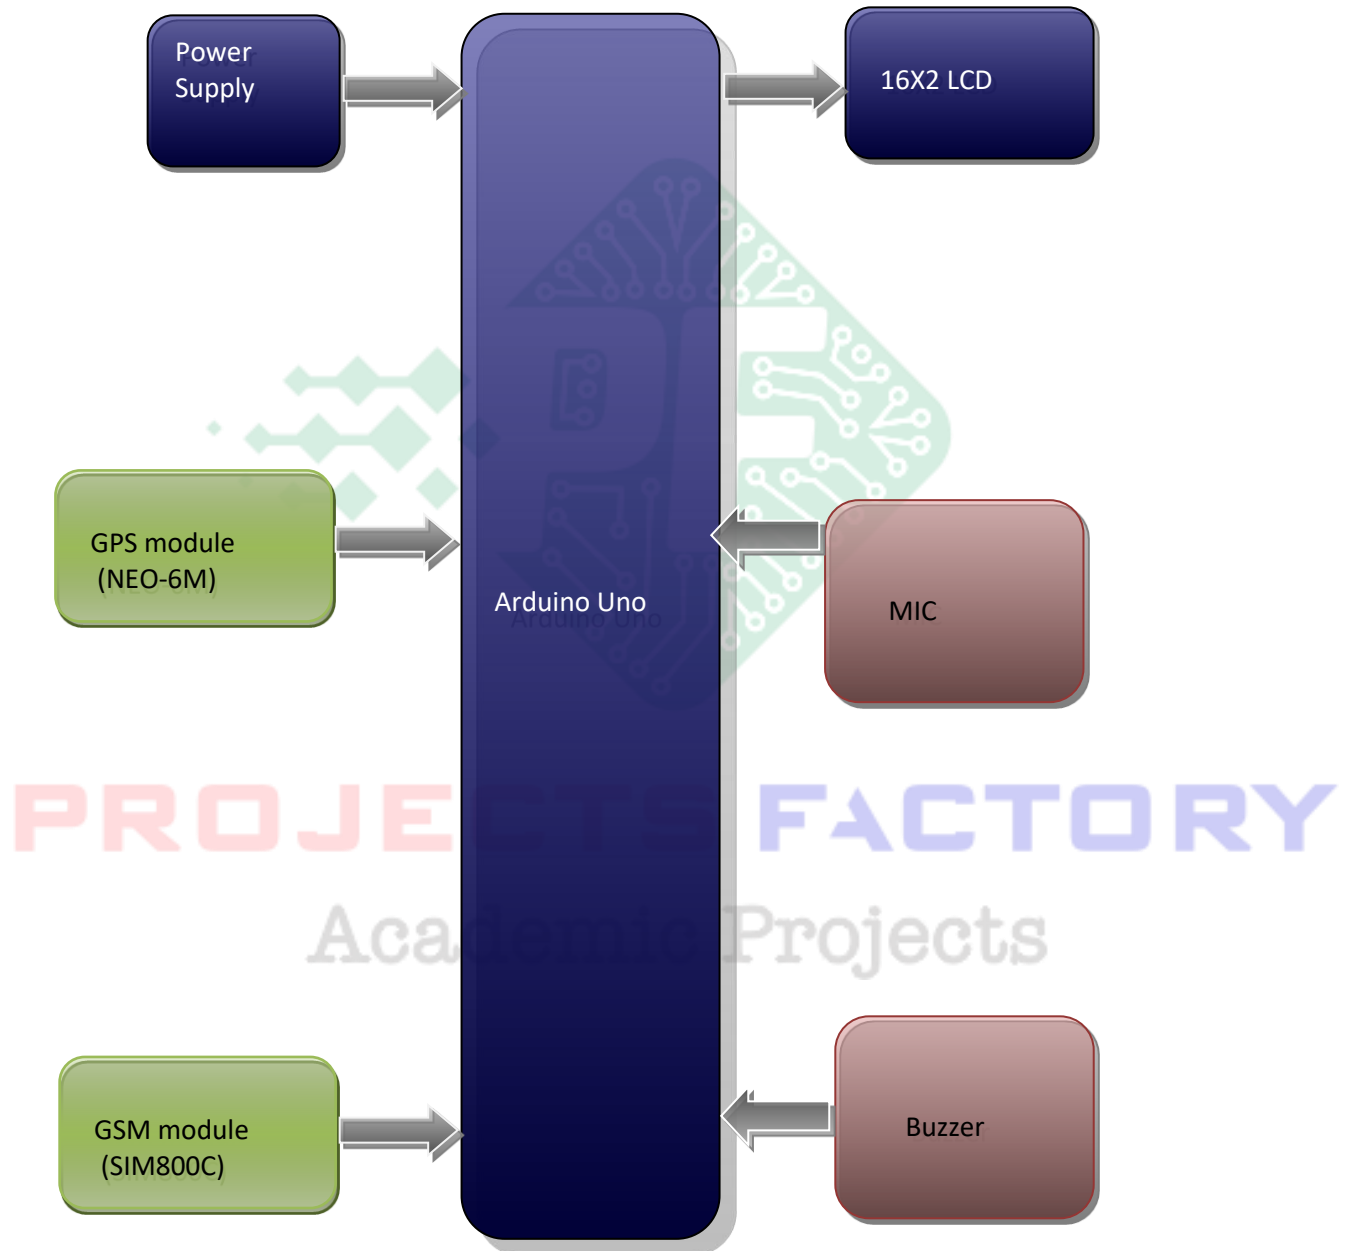 Power
Supply
16X2 LCD
GPS module
(NEO-6M)
Arduino Uno
MIC
PROJECTS FACTORY
Academic Projects
GSM module
(SIM800C)
Buzzer